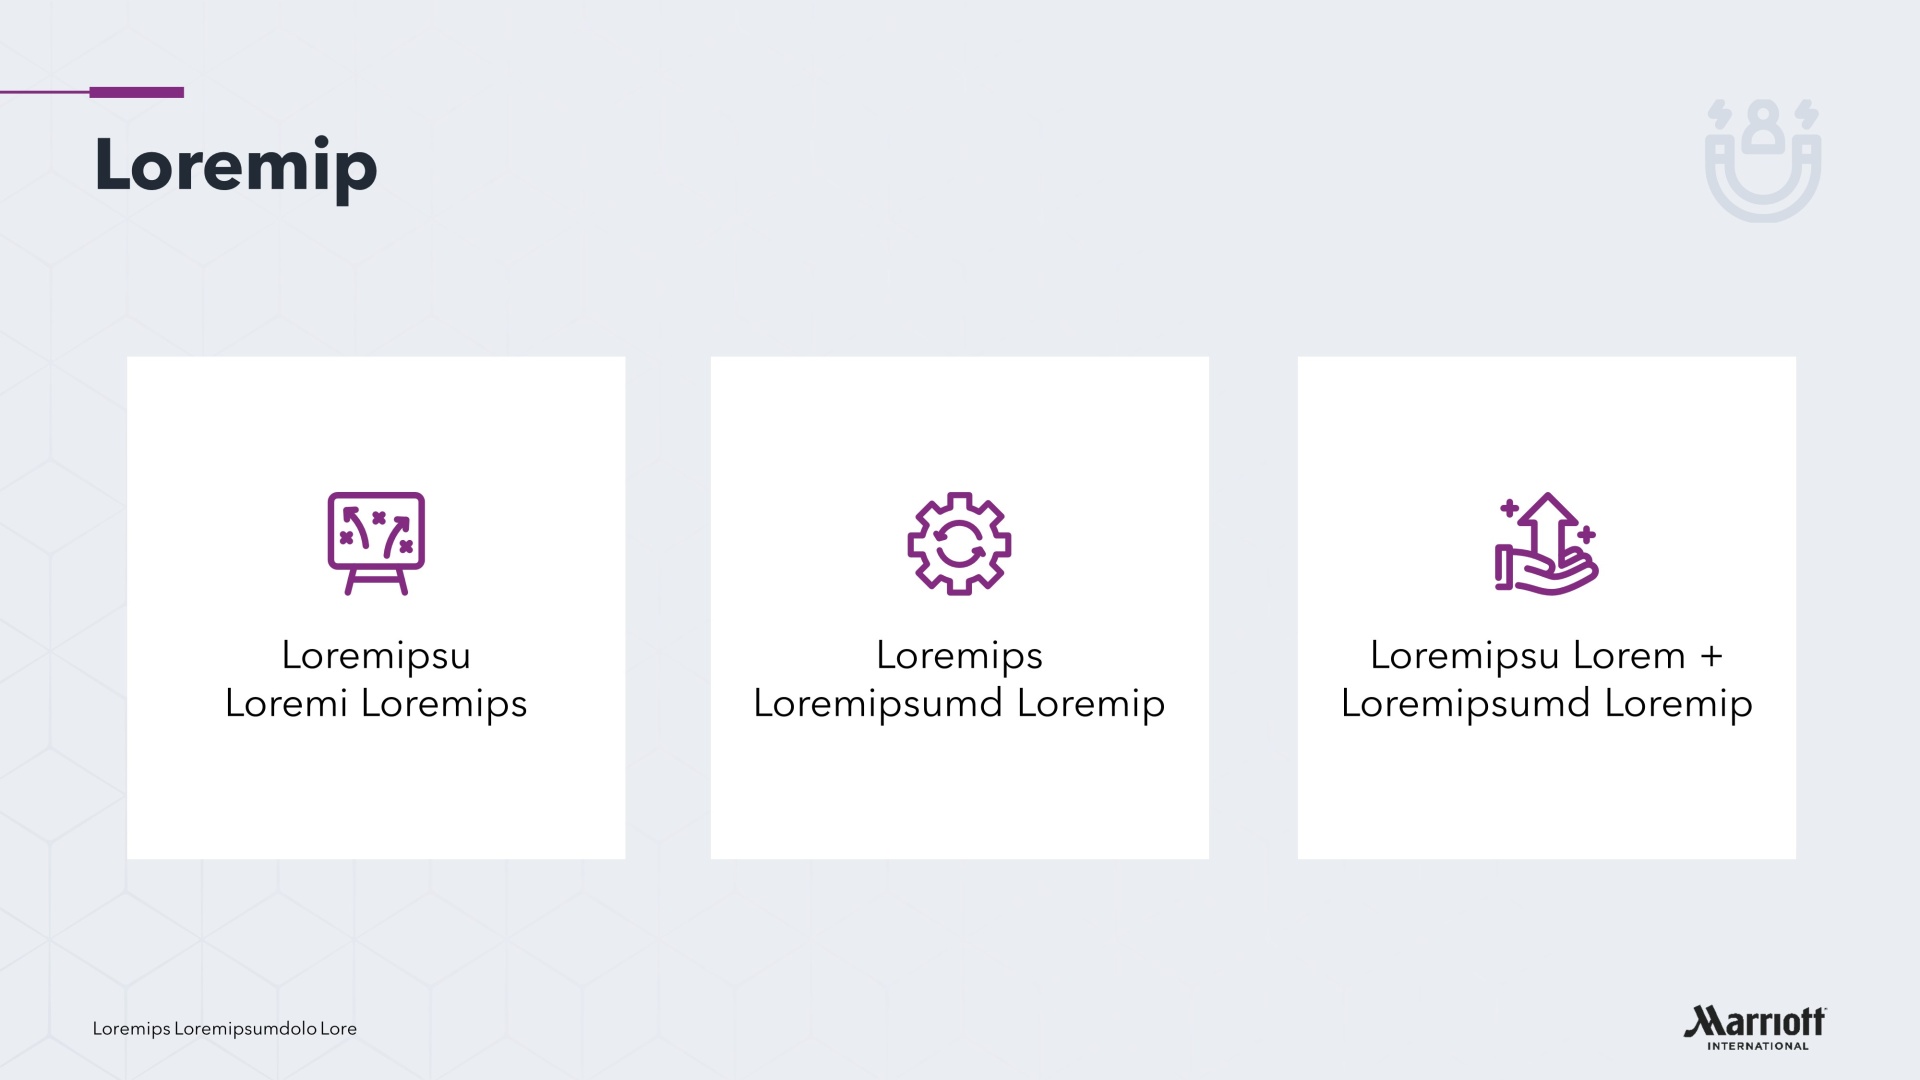 Loremip
Loremipsu
Loremi Loremips
Loremips
Loremipsumd Loremip
Loremipsu Lorem +
Loremipsumd Loremip
Loremips Loremipsumdolo Lore
Marriott
INTERNATIONAL